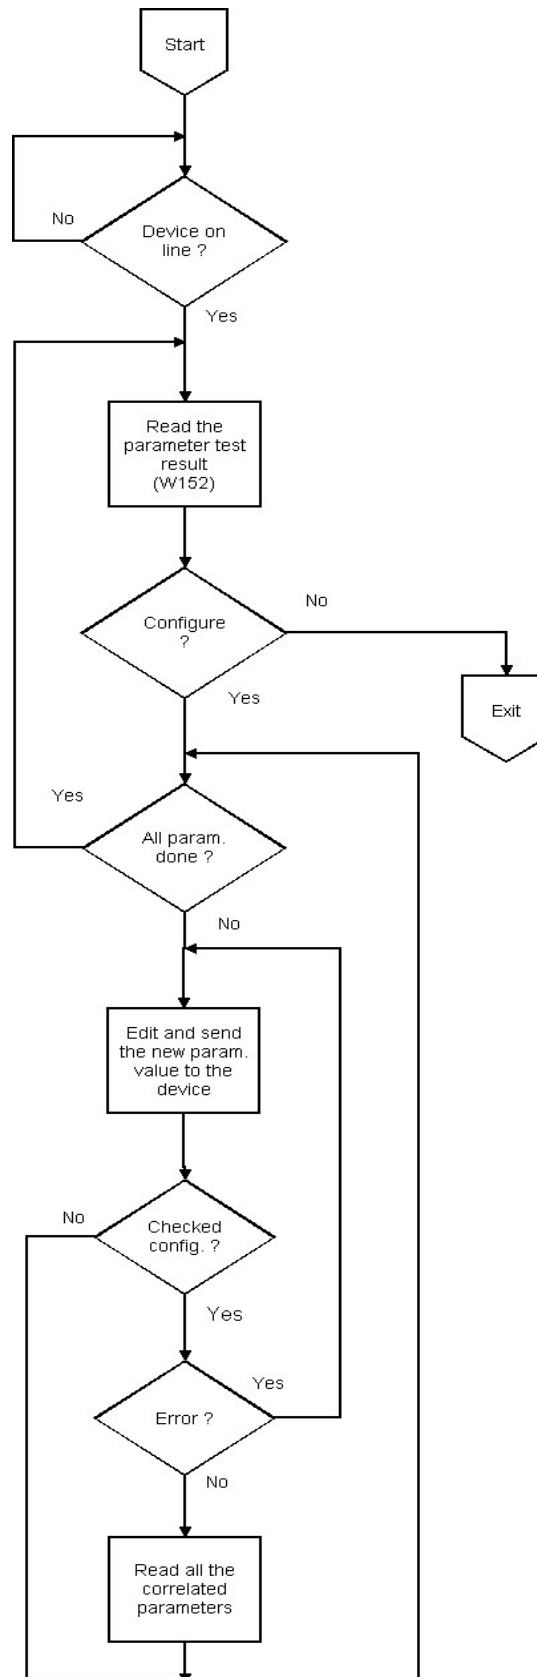 Start
No
Device on
line ?
Yes
Read the
parameter test
result
(W152)
No
Configure
?
Yes
Exit
Yes
All param.
done ?
No
Edit and send
the new param.
value to the
device
No
Checked
config. ?
Yes
Yes
Error ?
No
Read all the
correlated
parameters